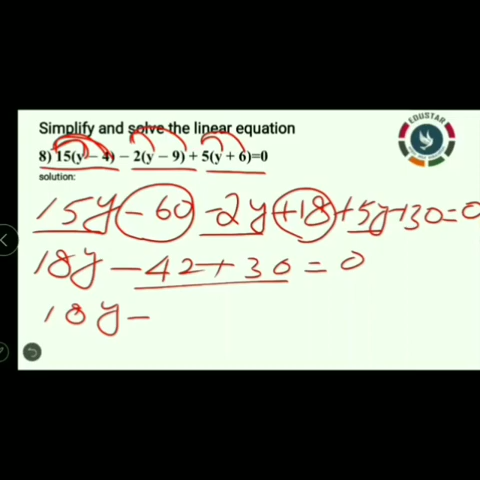 Simplify and solve the linear equation
EDUSTAR
8) 15(y – 4) – 2(y – 9) + 5(y + 6)=0
solution:
15y - 60 - 2y + 18 + 5y + 30 = 0
18y - 42 + 30 = 0
18y -